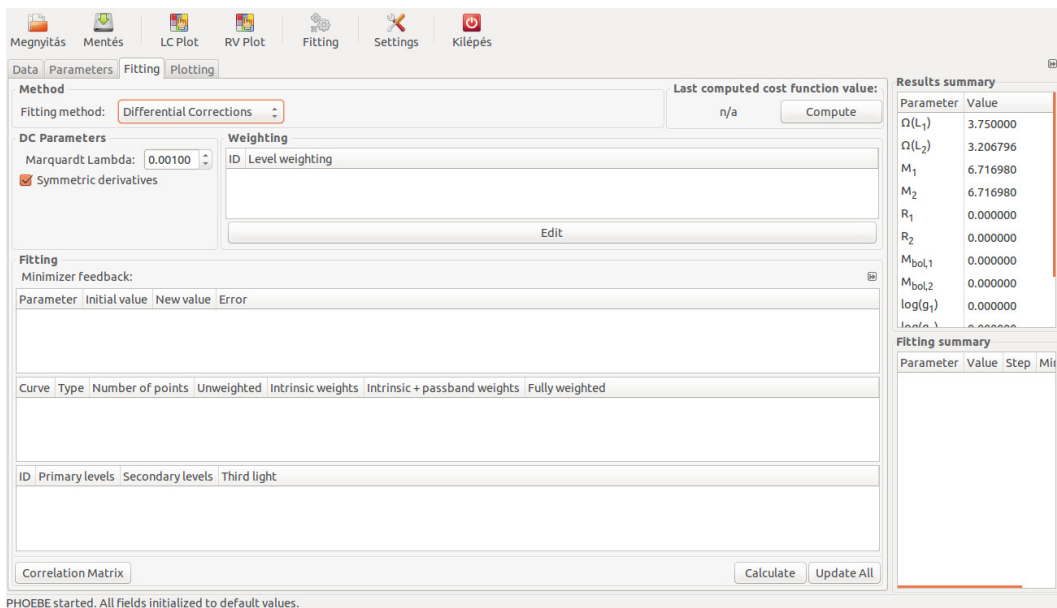 Megnyitás Mentés LC Plot RV Plot Fitting Settings Kilépés
Data Parameters Fitting Plotting
Method
Fitting method: Differential Corrections
Last computed cost function value:
n/a Compute
DC Parameters
Marquardt Lambda: 0.00100
Symmetric derivatives
Weighting
ID Level weighting
Edit
Fitting
Minimizer feedback:
Parameter Initial value New value Error
Curve Type Number of points Unweighted Intrinsic weights Intrinsic + passband weights Fully weighted
ID Primary levels Secondary levels Third light
Correlation Matrix Calculate Update All
Results summary
Parameter Value
Ω(L₁) 3.750000
Ω(L₂) 3.206796
M₁ 6.716980
M₂ 6.716980
R₁ 0.000000
R₂ 0.000000
Mbol,1 0.000000
Mbol,2 0.000000
log(g₁) 0.000000
Fitting summary
Parameter Value Step
PHOEBE started. All fields initialized to default values.